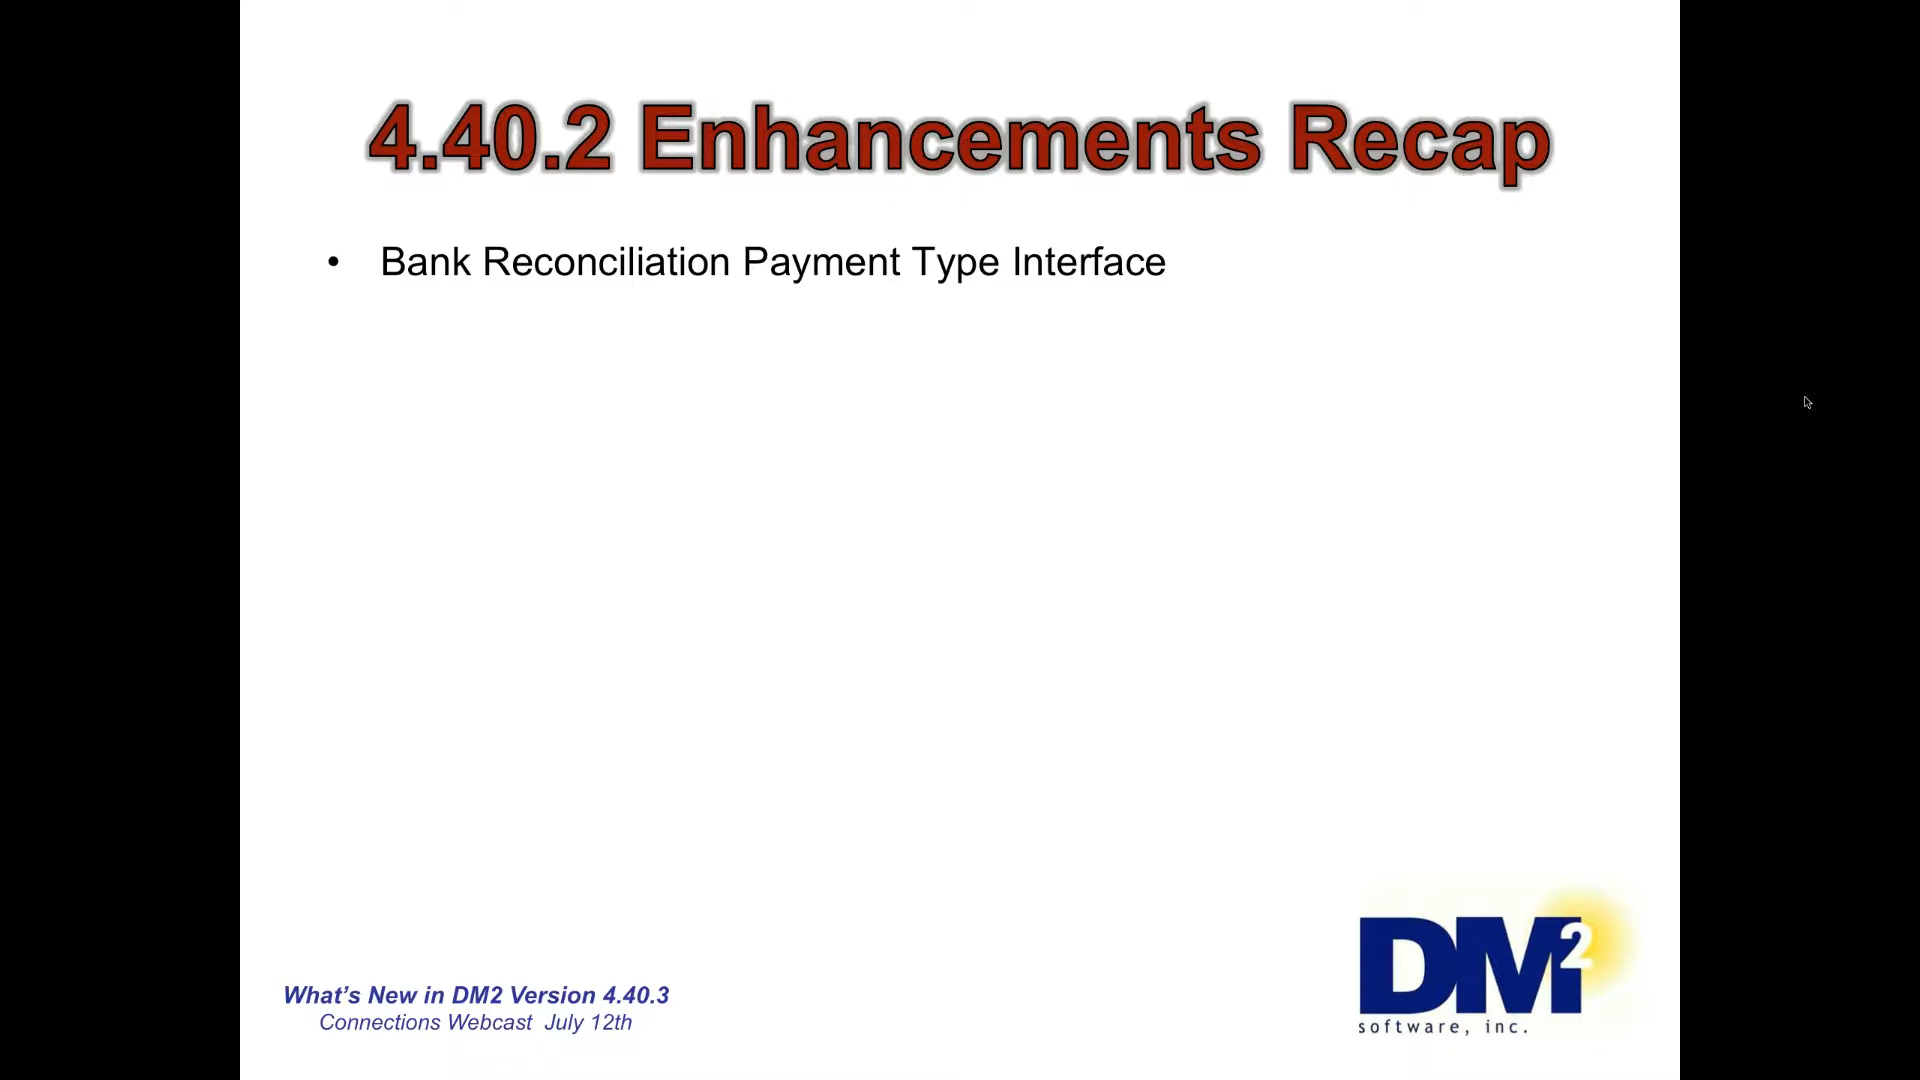 4.40.2 Enhancements Recap
• Bank Reconciliation Payment Type Interface
What's New in DM2 Version 4.40.3
Connections Webcast July 12th
DM2
software, inc.